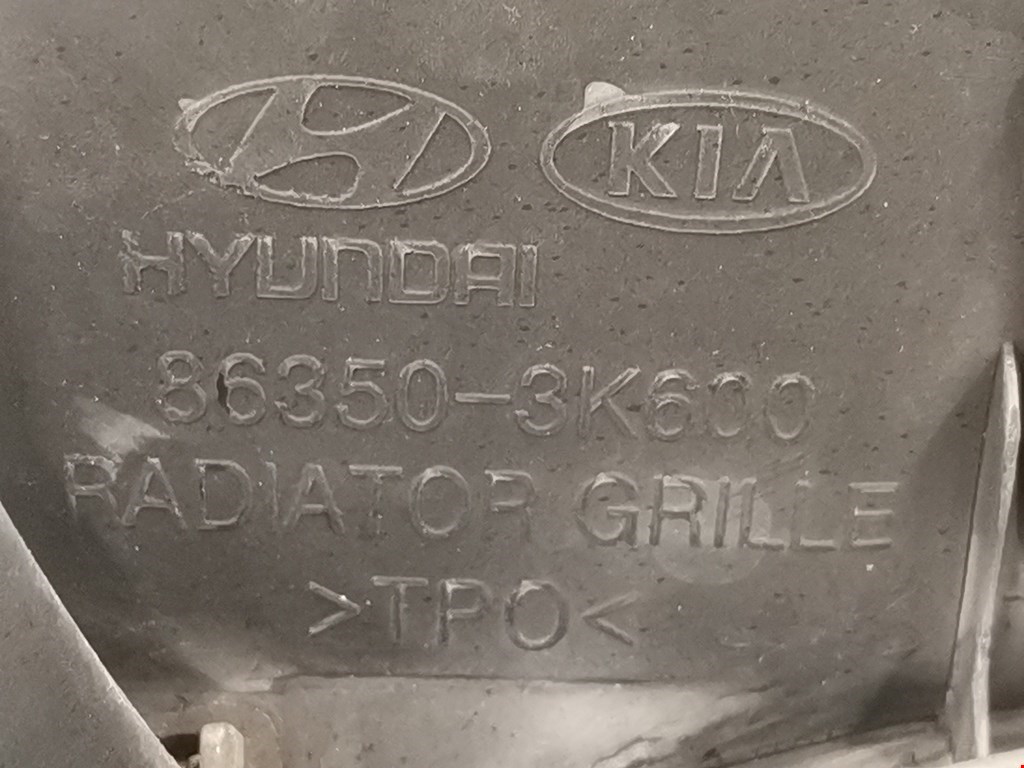 KIA
HYUNDAI
86350-3K600
RADIATOR GRILLE
>TPO<